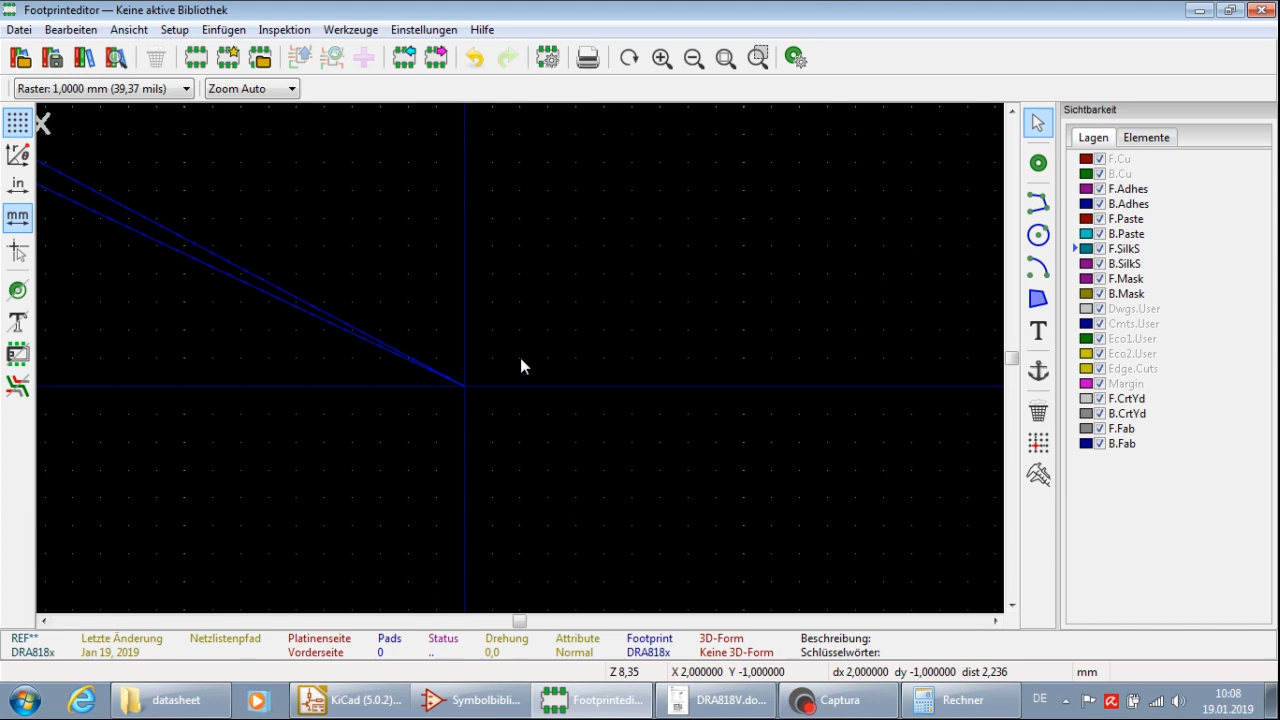 Footprinteditor — Keine aktive Bibliothek
Datei Bearbeiten Ansicht Setup Einfügen Inspektion Werkzeuge Einstellungen Hilfe
Raster: 1,0000 mm (39,37 mils) Zoom Auto
Sichtbarkeit
Lagen Elemente
F.Cu
B.Cu
F.Adhes
B.Adhes
F.Paste
B.Paste
F.SilkS
B.SilkS
F.Mask
B.Mask
Dwgs.User
Cmts.User
Eco1.User
Eco2.User
Edge.Cuts
Margin
F.CrtYd
B.CrtYd
F.Fab
B.Fab
in
mm
X
T
REF** Letzte Änderung Netzlistenpfad Platinenseite Pads Status Drehung Attribute Footprint 3D-Form Beschreibung:
DRA818x Jan 19, 2019 Vorderseite 0 .. 0,0 Normal DRA818x Keine 3D-Form Schlüsselwörter:
Z 8,35 X 2,000000 Y -1,000000 dx 2,000000 dy -1,000000 dist 2,236 mm
datasheet KiCad (5.0.2)... Symbolbibli... Footprintedi... DRA818V.do... Captura Rechner DE 10:08
19.01.2019